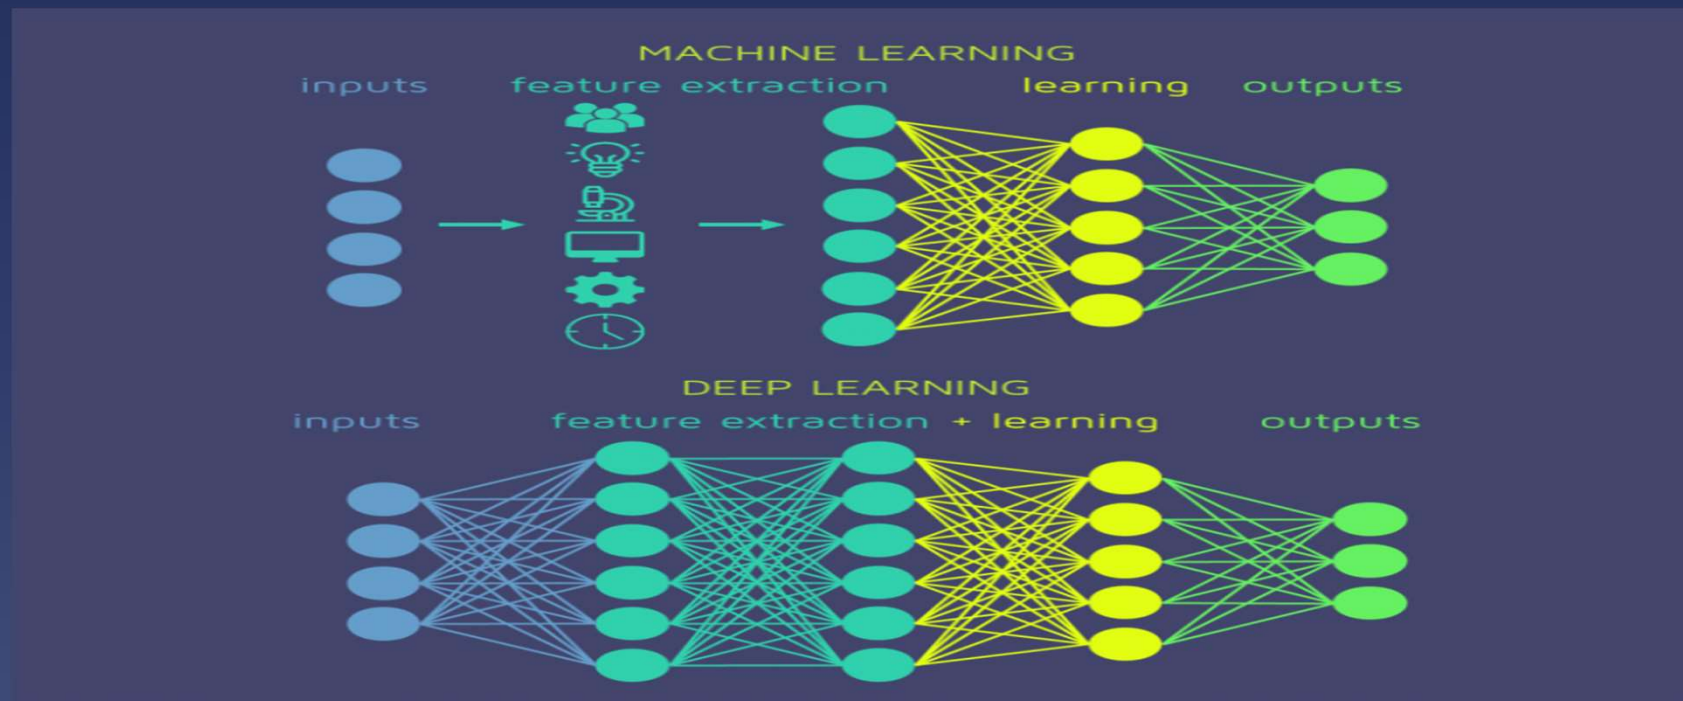 MACHINE LEARNING
inputs feature extraction learning outputs
DEEP LEARNING
inputs feature extraction + learning outputs